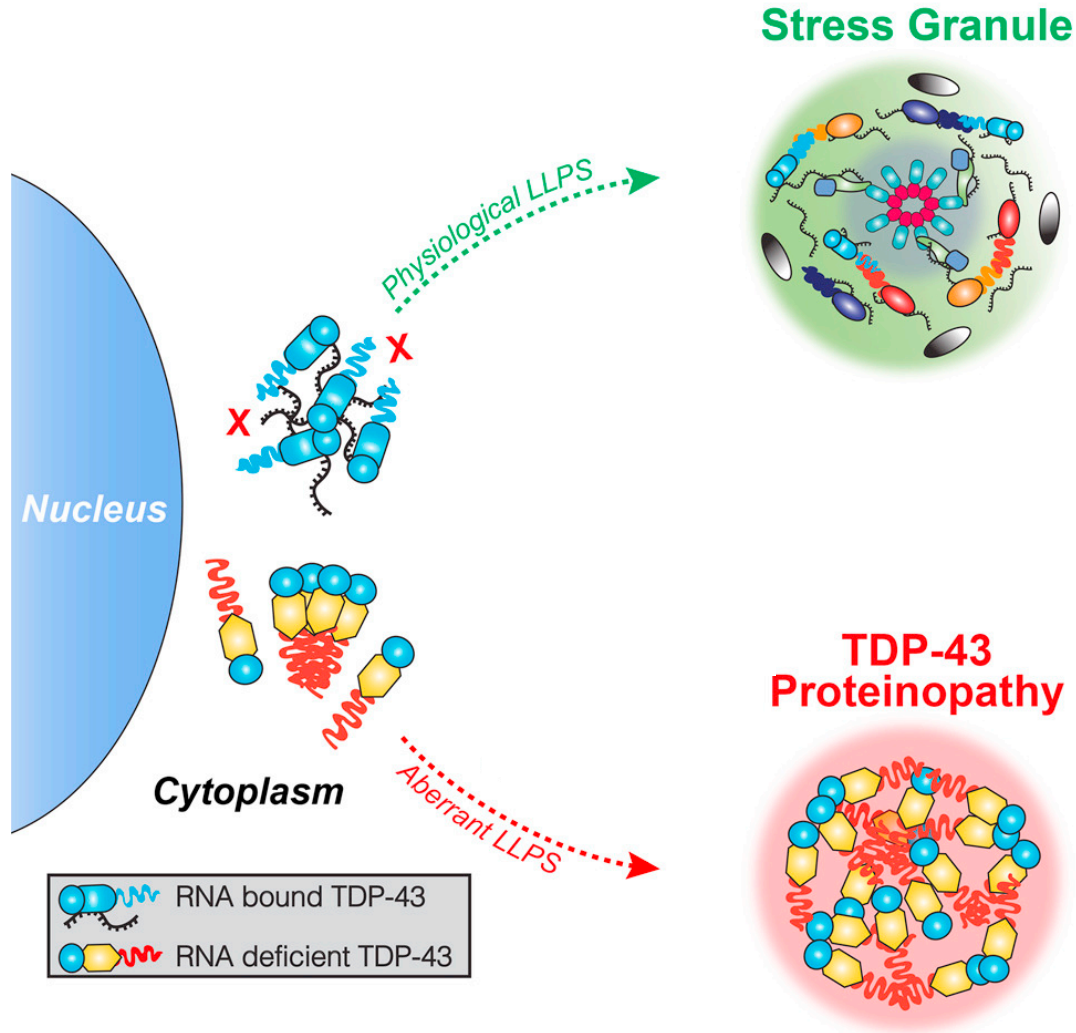 Stress Granule
Physiological LLPS
X
X
Nucleus
TDP-43
Proteinopathy
Cytoplasm
Aberrant LLPS
RNA bound TDP-43
RNA deficient TDP-43